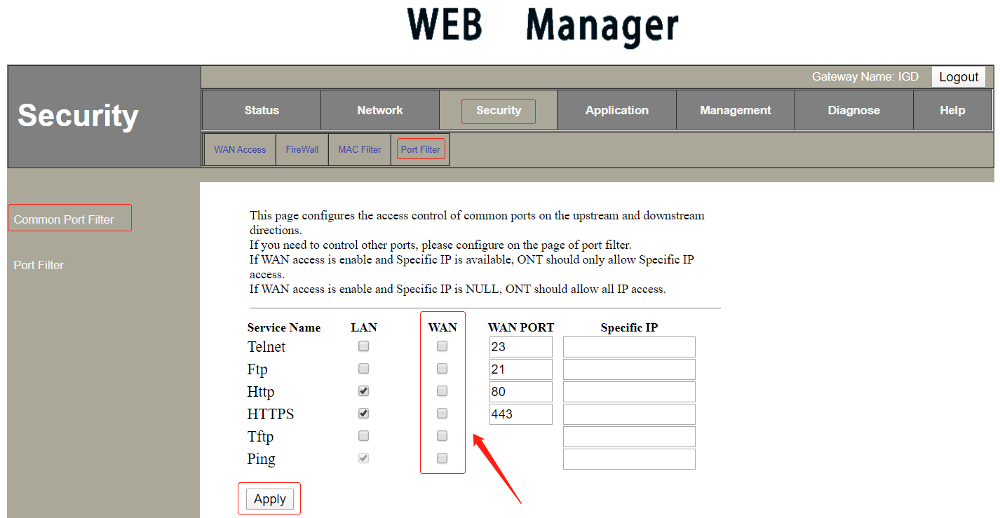 WEB Manager
Gateway Name: IGD Logout
Security
Status Network Security Application Management Diagnose Help
WAN Access FireWall MAC Filter Port Filter
Common Port Filter
Port Filter
This page configures the access control of common ports on the upstream and downstream
directions.
If you need to control other ports, please configure on the page of port filter.
If WAN access is enable and Specific IP is available, ONT should only allow Specific IP
access.
If WAN access is enable and Specific IP is NULL, ONT should allow all IP access.
Service Name LAN WAN WAN PORT Specific IP
Telnet 23
Ftp 21
Http 80
HTTPS 443
Tftp
Ping
Apply